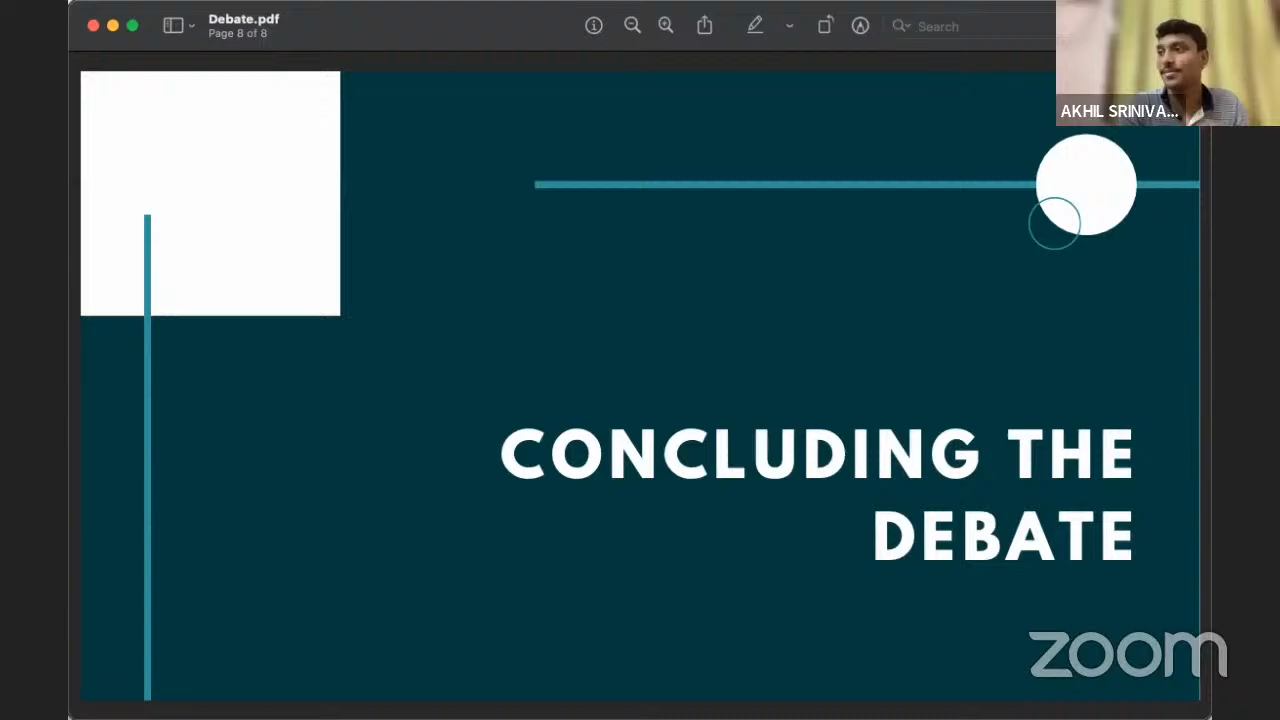 Debate.pdf
Page 8 of 8
Search
AKHIL SRINIVA...
CONCLUDING THE
DEBATE
zoom